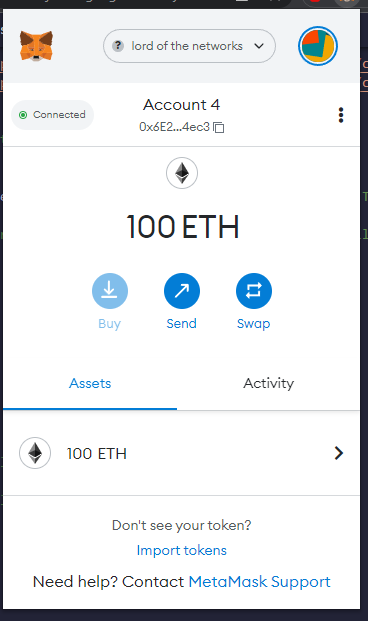 lord of the networks
Connected
Account 4
0x6E2...4ec3
100 ETH
Buy
Send
Swap
Assets
Activity
100 ETH
Don't see your token?
Import tokens
Need help? Contact MetaMask Support